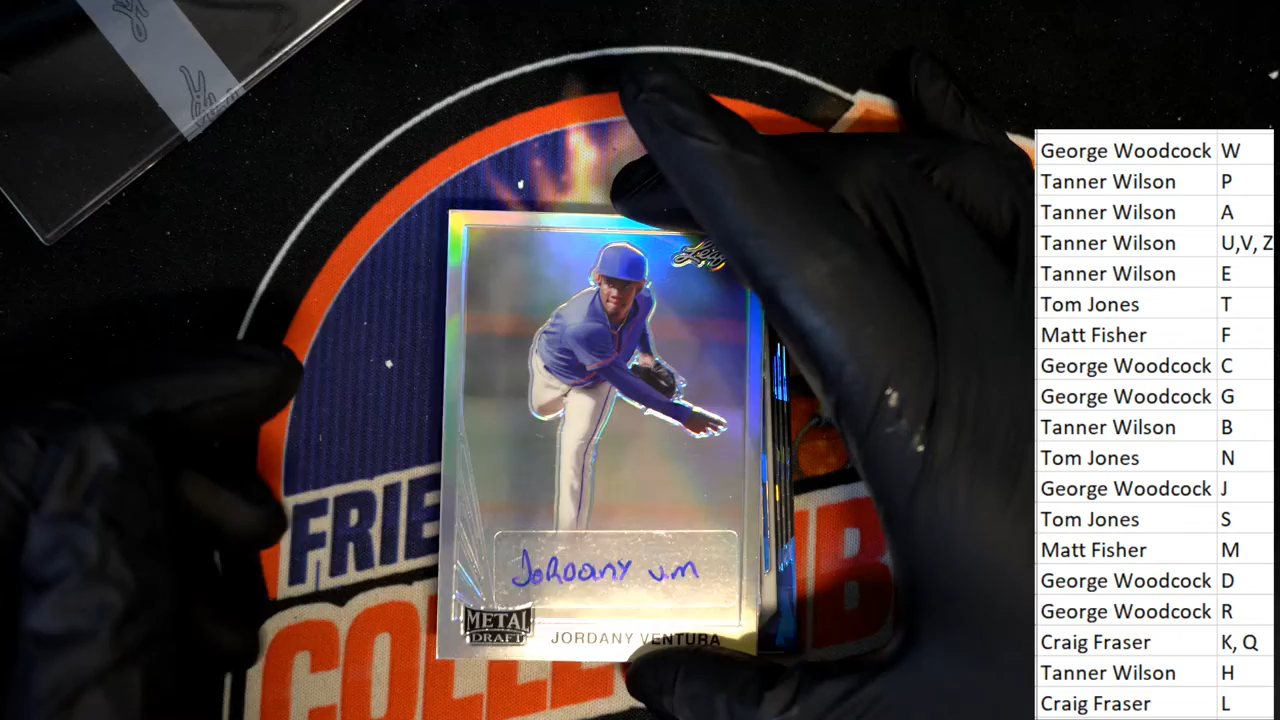 Leaf
JoRDany v.m
METAL
DRAFT
JORDANY VENTURA
FRIE
COLLE
UB
George Woodcock W
Tanner Wilson P
Tanner Wilson A
Tanner Wilson U,V, Z
Tanner Wilson E
Tom Jones T
Matt Fisher F
George Woodcock C
George Woodcock G
Tanner Wilson B
Tom Jones N
George Woodcock J
Tom Jones S
Matt Fisher M
George Woodcock D
George Woodcock R
Craig Fraser K, Q
Tanner Wilson H
Craig Fraser L